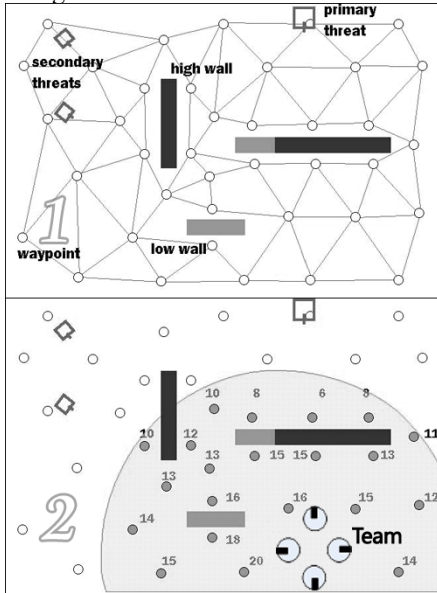 primary
threat
high wall
secondary
threats
1
waypoint
low wall
10 8 6 8
11
10 12
13 15 15 13
13
16 16 15 12
2
14 18 Team
15 20 14